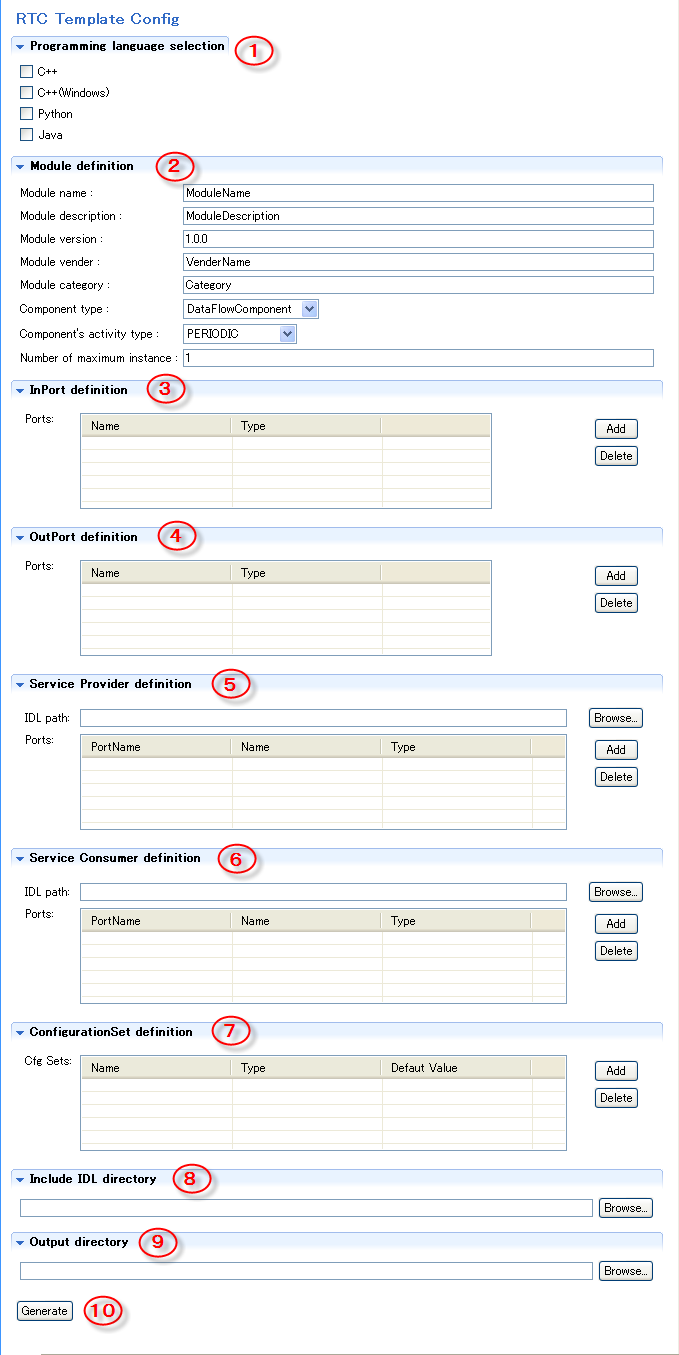 RTC Template Config
Programming language selection 1
C++
C++(Windows)
Python
Java
Module definition 2
Module name : ModuleName
Module description : ModuleDescription
Module version : 1.0.0
Module vender : VenderName
Module category : Category
Component type : DataFlowComponent
Component's activity type : PERIODIC
Number of maximum instance : 1
InPort definition 3
Ports: Name Type Add
Delete
OutPort definition 4
Ports: Name Type Add
Delete
Service Provider definition 5
IDL path: Browse...
Ports: PortName Name Type Add
Delete
Service Consumer definition 6
IDL path: Browse...
Ports: PortName Name Type Add
Delete
ConfigurationSet definition 7
Cfg Sets: Name Type Defaut Value Add
Delete
Include IDL directory 8
Browse...
Output directory 9
Browse...
Generate 10